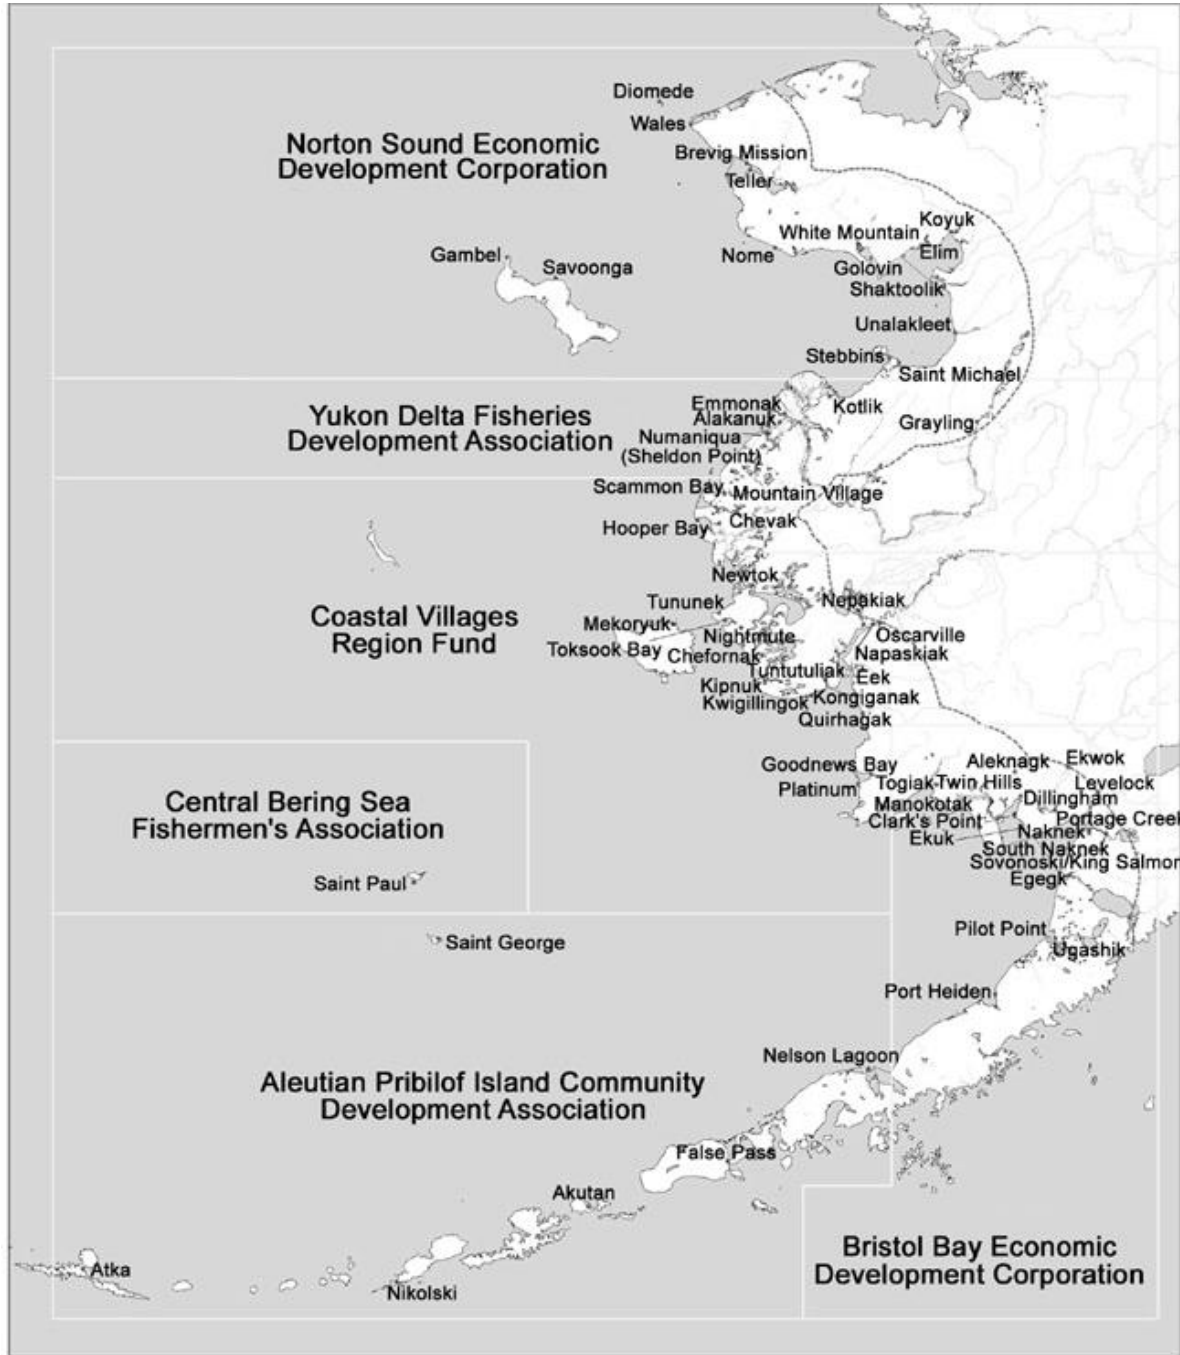 Diomede
Wales
Norton Sound Economic
Development Corporation
Brevig Mission
Teller
Koyuk
White Mountain
Nome
Elim
Gambel
Savoonga
Golovin
Shaktoolik
Unalakleet
Stebbins
Saint Michael
Yukon Delta Fisheries
Development Association
Emmonak
Kotlik
Alakanuk
Grayling
Numaniqua
(Sheldon Point)
Scammon Bay
Mountain Village
Hooper Bay
Chevak
Newtok
Coastal Villages
Region Fund
Tununek
Nepakiak
Mekoryuk
Nightmute
Oscarville
Toksook Bay
Chefornak
Napaskiak
Tuntutuliak
Eek
Kipnuk
Kongiganak
Kwigillingok
Quirhagak
Goodnews Bay
Aleknagk
Ekwok
Platinum
Togiak
Twin Hills
Levelock
Manokotak
Dillingham
Clark's Point
Portage Creek
Ekuk
Naknek
South Naknek
Sovonoski/King Salmon
Egegk
Central Bering Sea
Fishermen's Association
Saint Paul
Pilot Point
Saint George
Ugashik
Port Heiden
Nelson Lagoon
Aleutian Pribilof Island Community
Development Association
False Pass
Akutan
Atka
Nikolski
Bristol Bay Economic
Development Corporation